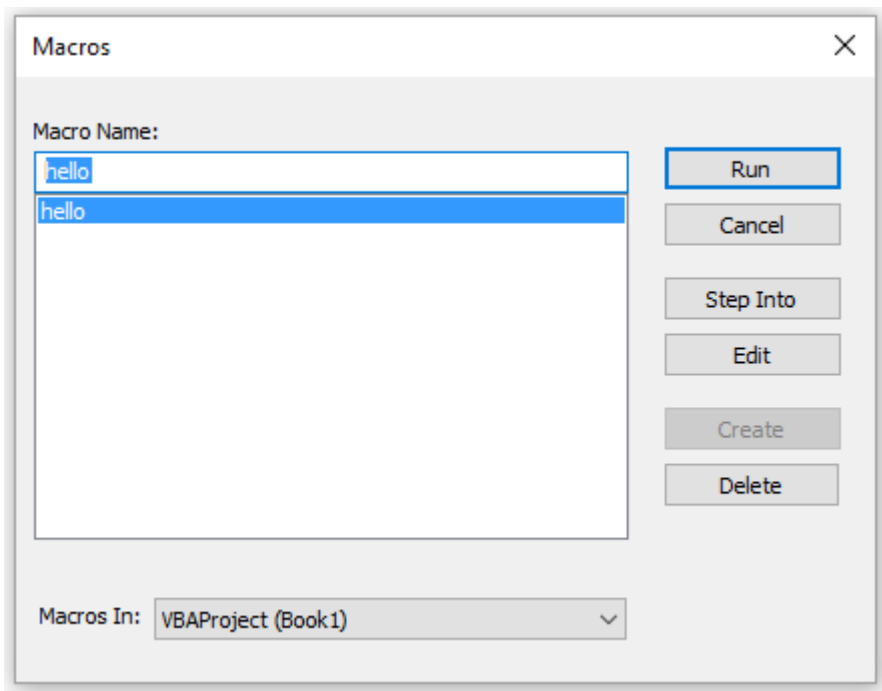 Macros
Macro Name:
hello
hello
Run
Cancel
Step Into
Edit
Create
Delete
Macros In:
VBAProject (Book1)